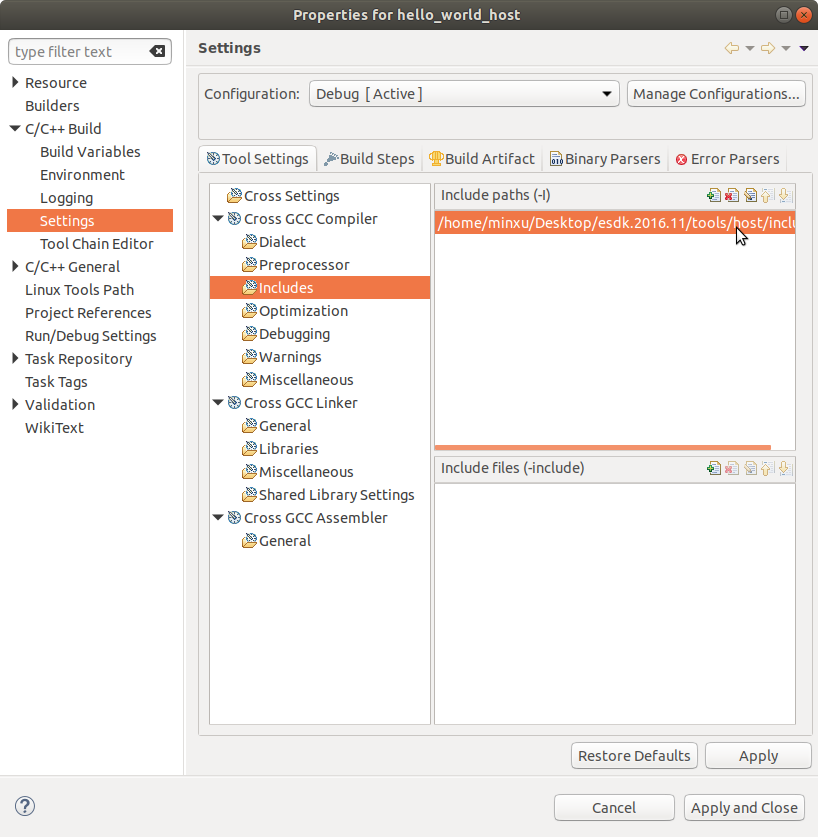 Properties for hello_world_host
type filter text
Resource
Builders
C/C++ Build
Build Variables
Environment
Logging
Settings
Tool Chain Editor
C/C++ General
Linux Tools Path
Project References
Run/Debug Settings
Task Repository
Task Tags
Validation
WikiText
Settings
Configuration:
Debug [ Active ]
Manage Configurations...
Tool Settings
Build Steps
Build Artifact
Binary Parsers
Error Parsers
Cross Settings
Cross GCC Compiler
Dialect
Preprocessor
Includes
Optimization
Debugging
Warnings
Miscellaneous
Cross GCC Linker
General
Libraries
Miscellaneous
Shared Library Settings
Cross GCC Assembler
General
Include paths (-I)
/home/minxu/Desktop/esdk.2016.11/tools/host/inclu
Include files (-include)
Restore Defaults
Apply
?
Cancel
Apply and Close